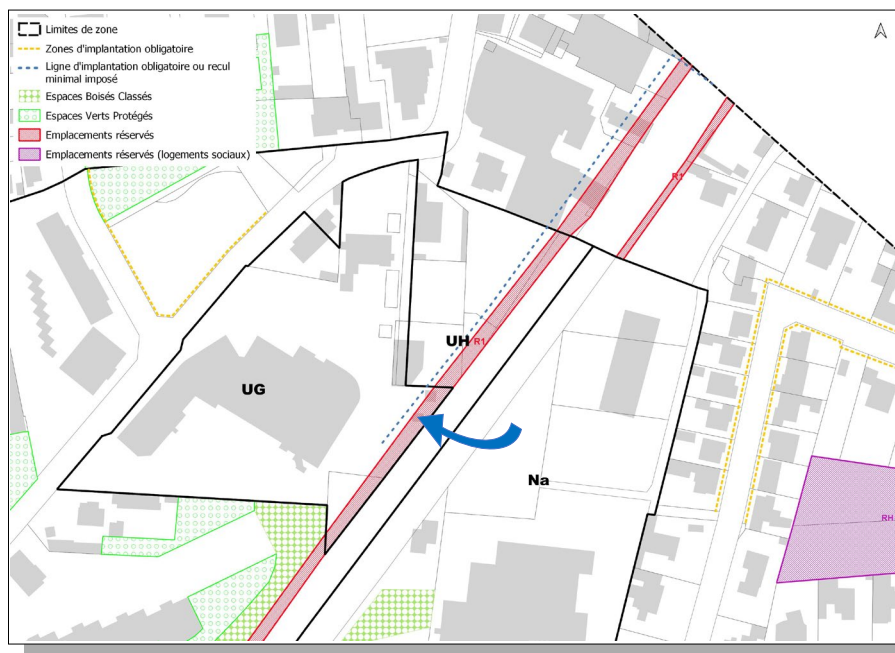 Limites de zone
Zones d'implantation obligatoire
Ligne d'implantation obligatoire ou recul
minimal imposé
Espaces Boisés Classés
Espaces Verts Protégés
Emplacements réservés
Emplacements réservés (logements sociaux)
R1
UH
R1
UG
Na
RH